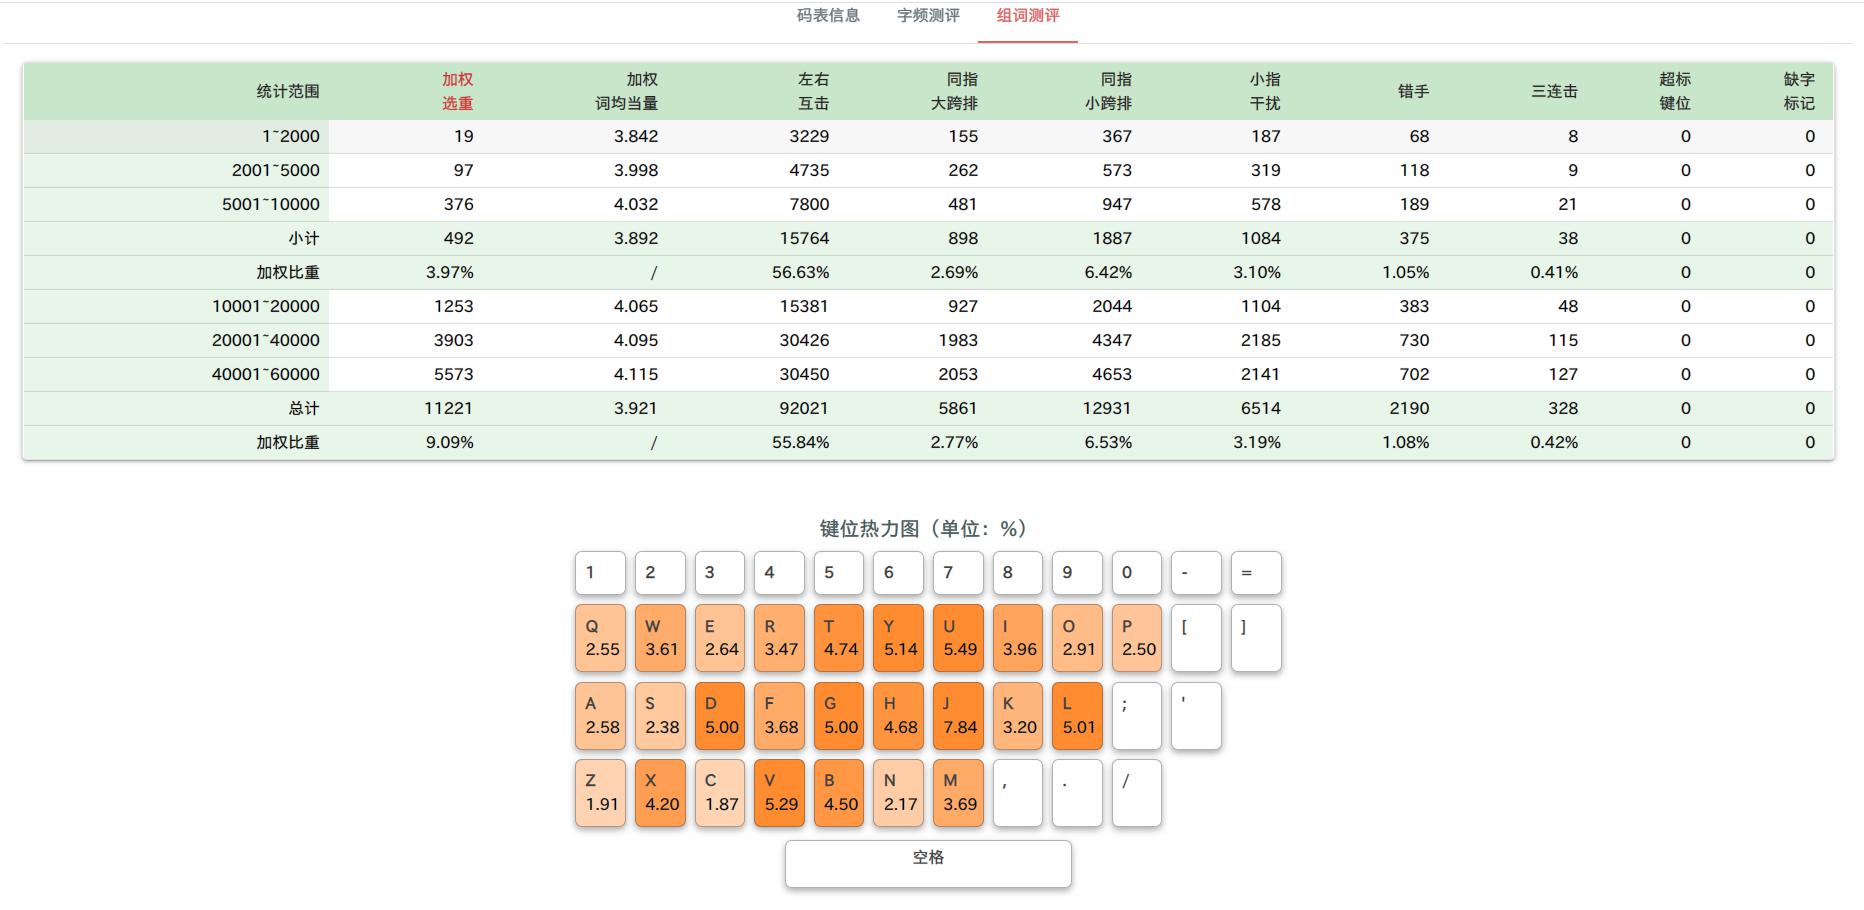 码表信息 字频测评 组词测评
统计范围 加权选重 加权词均当量 左右互击 同指大跨排 同指小跨排 小指干扰 错手 三连击 超标键位 缺字标记
1~2000 19 3.842 3229 155 367 187 68 8 0 0
2001~5000 97 3.998 4735 262 573 319 118 9 0 0
5001~10000 376 4.032 7800 481 947 578 189 21 0 0
小计 492 3.892 15764 898 1887 1084 375 38 0 0
加权比重 3.97% / 56.63% 2.69% 6.42% 3.10% 1.05% 0.41% 0 0
10001~20000 1253 4.065 15381 927 2044 1104 383 48 0 0
20001~40000 3903 4.095 30426 1983 4347 2185 730 115 0 0
40001~60000 5573 4.115 30450 2053 4653 2141 702 127 0 0
总计 11221 3.921 92021 5861 12931 6514 2190 328 0 0
加权比重 9.09% / 55.84% 2.77% 6.53% 3.19% 1.08% 0.42% 0 0
键位热力图（单位：%）
1 2 3 4 5 6 7 8 9 0 - =
Q W E R T Y U I O P [ ]
2.55 3.61 2.64 3.47 4.74 5.14 5.49 3.96 2.91 2.50
A S D F G H J K L ; '
2.58 2.38 5.00 3.68 5.00 4.68 7.84 3.20 5.01
Z X C V B N M , . /
1.91 4.20 1.87 5.29 4.50 2.17 3.69
空格